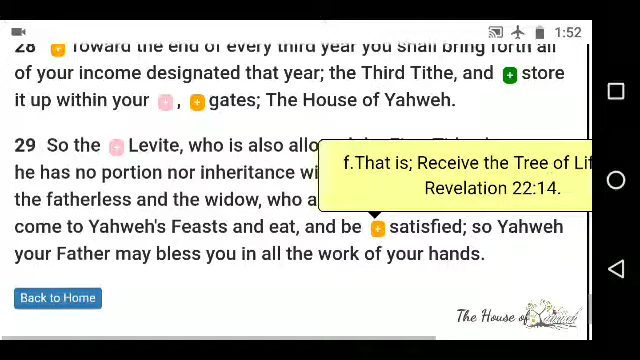 1:52
28 Toward the end of every third year you shall bring forth all
of your income designated that year; the Third Tithe, and store
it up within your , gates; The House of Yahweh.
29 So the Levite, who is also allo
he has no portion nor inheritance wi
the fatherless and the widow, who a
come to Yahweh's Feasts and eat, and be satisfied; so Yahweh
your Father may bless you in all the work of your hands.
f.That is; Receive the Tree of Lif
Revelation 22:14.
Back to Home
The House of Yahweh